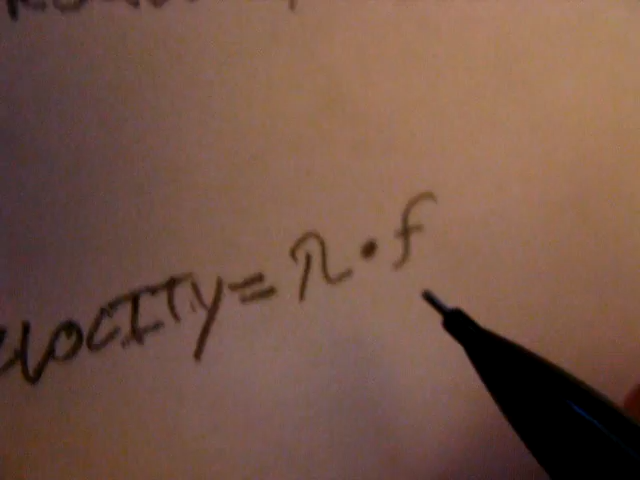 ELOCITY = λ · f